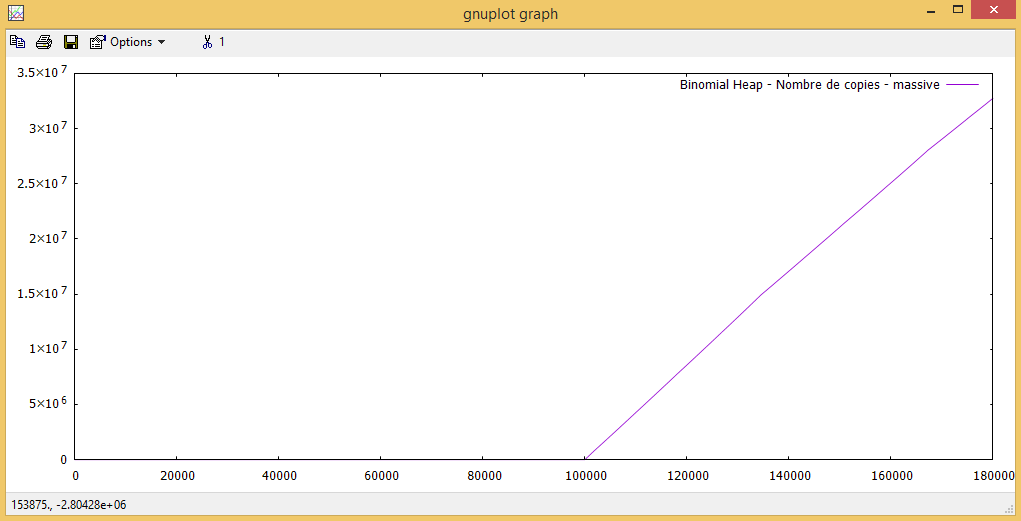 gnuplot graph
Options 1
3.5×10^7
Binomial Heap - Nombre de copies - massive
3×10^7
2.5×10^7
2×10^7
1.5×10^7
1×10^7
5×10^6
0
0 20000 40000 60000 80000 100000 120000 140000 160000 180000
153875., -2.80428e+06